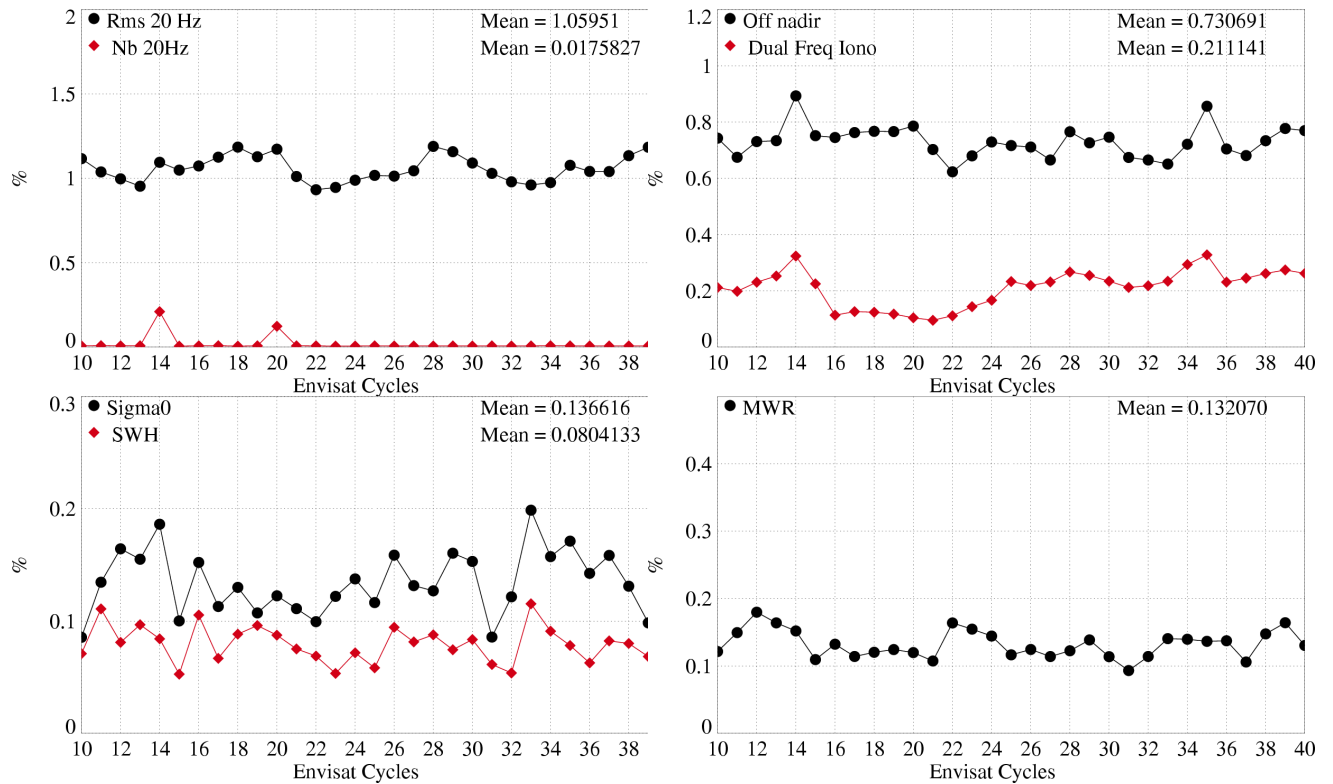 2
Rms 20 Hz Mean = 1.05951
Nb 20Hz Mean = 0.0175827
1.5
1
0.5
0
%
10 12 14 16 18 20 22 24 26 28 30 32 34 36 38
Envisat Cycles
1.2
Off nadir Mean = 0.730691
Dual Freq Iono Mean = 0.211141
1
0.8
0.6
0.4
0.2
0
%
10 12 14 16 18 20 22 24 26 28 30 32 34 36 38 40
Envisat Cycles
0.3
Sigma0 Mean = 0.136616
SWH Mean = 0.0804133
0.2
0.1
0
%
10 12 14 16 18 20 22 24 26 28 30 32 34 36 38
Envisat Cycles
MWR Mean = 0.132070
0.4
0.3
0.2
0.1
0
%
10 12 14 16 18 20 22 24 26 28 30 32 34 36 38 40
Envisat Cycles